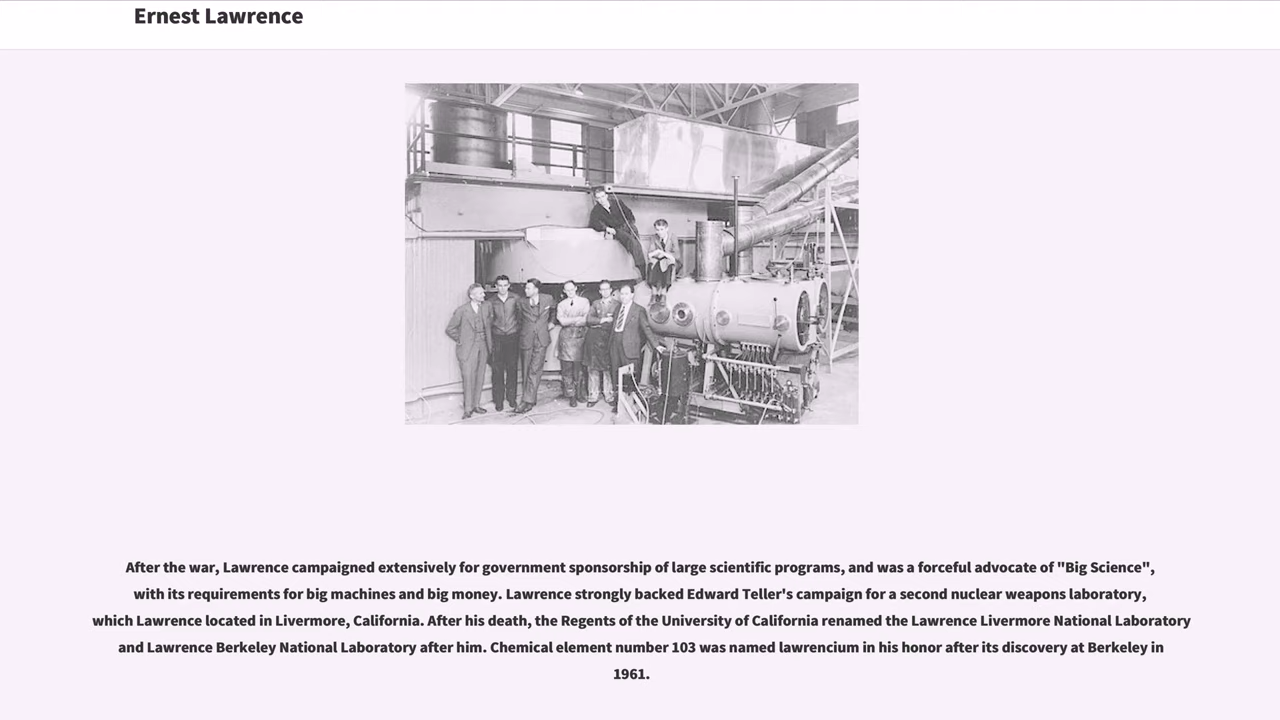 Ernest Lawrence
After the war, Lawrence campaigned extensively for government sponsorship of large scientific programs, and was a forceful advocate of "Big Science",
with its requirements for big machines and big money. Lawrence strongly backed Edward Teller's campaign for a second nuclear weapons laboratory,
which Lawrence located in Livermore, California. After his death, the Regents of the University of California renamed the Lawrence Livermore National Laboratory
and Lawrence Berkeley National Laboratory after him. Chemical element number 103 was named lawrencium in his honor after its discovery at Berkeley in
1961.